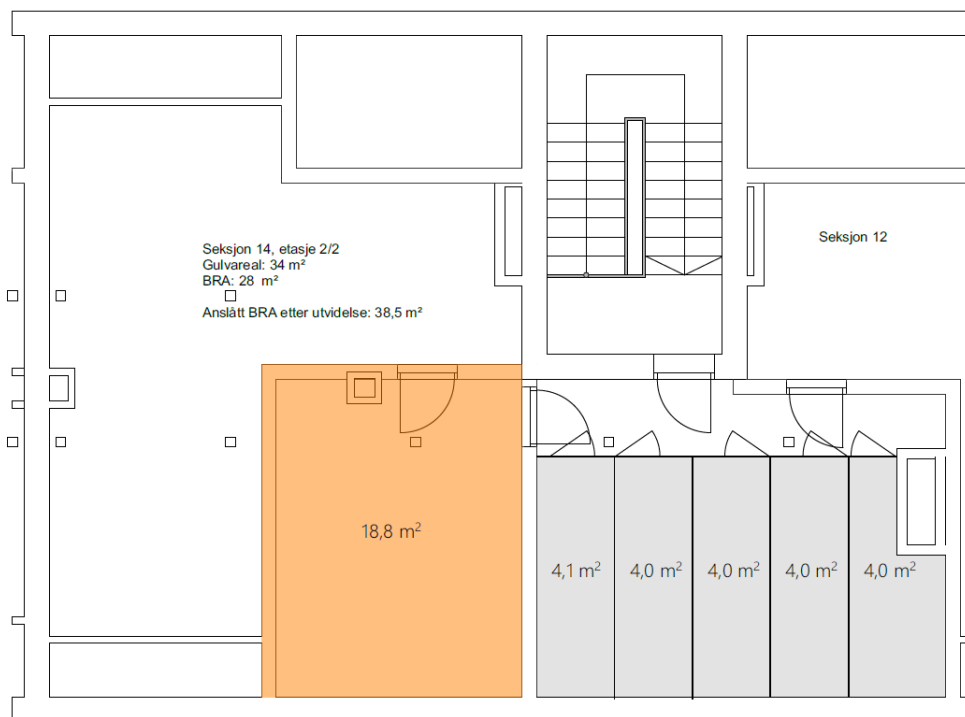 Seksjon 14, etasje 2/2
Gulvareal: 34 m²
BRA: 28 m²
Anslått BRA etter utvidelse: 38,5 m²
Seksjon 12
18,8 m²
4,1 m²
4,0 m²
4,0 m²
4,0 m²
4,0 m²